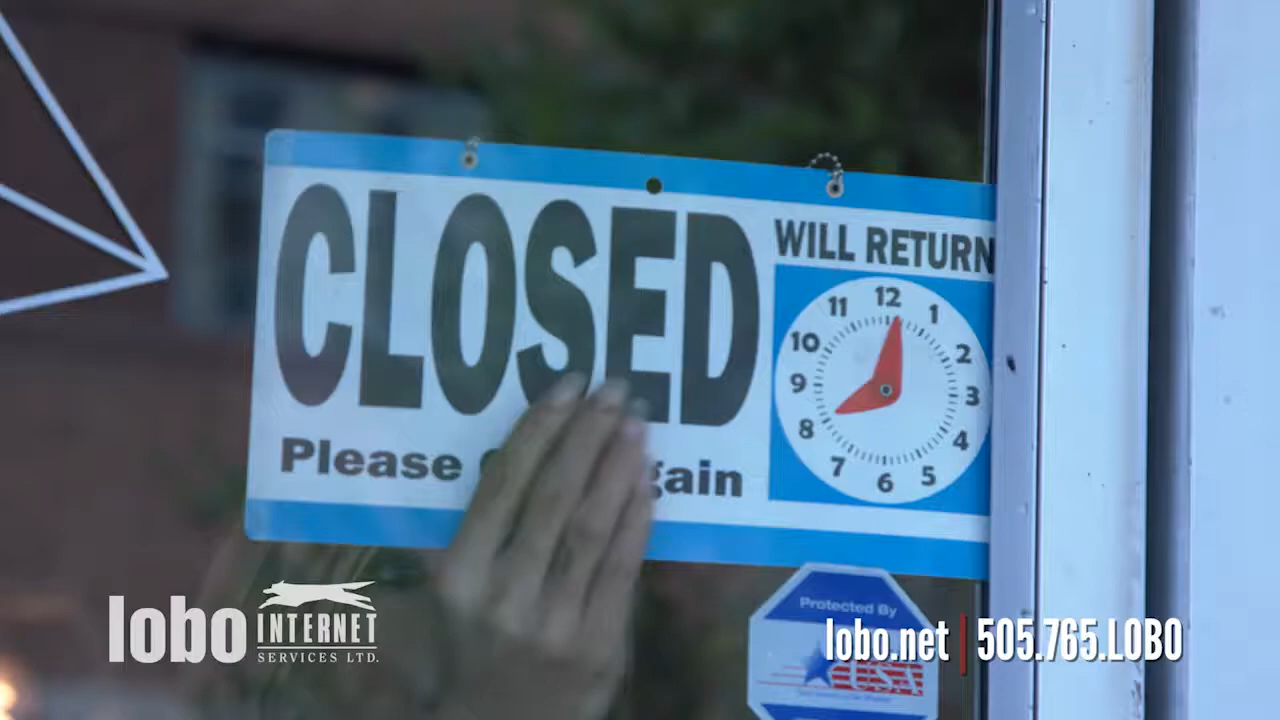 CLOSED
Please
gain
WILL RETURN
11 12 1
10 2
9 3
8 4
7 6 5
Protected By
USA
lobo INTERNET
SERVICES LTD.
lobo.net | 505.765.LOBO